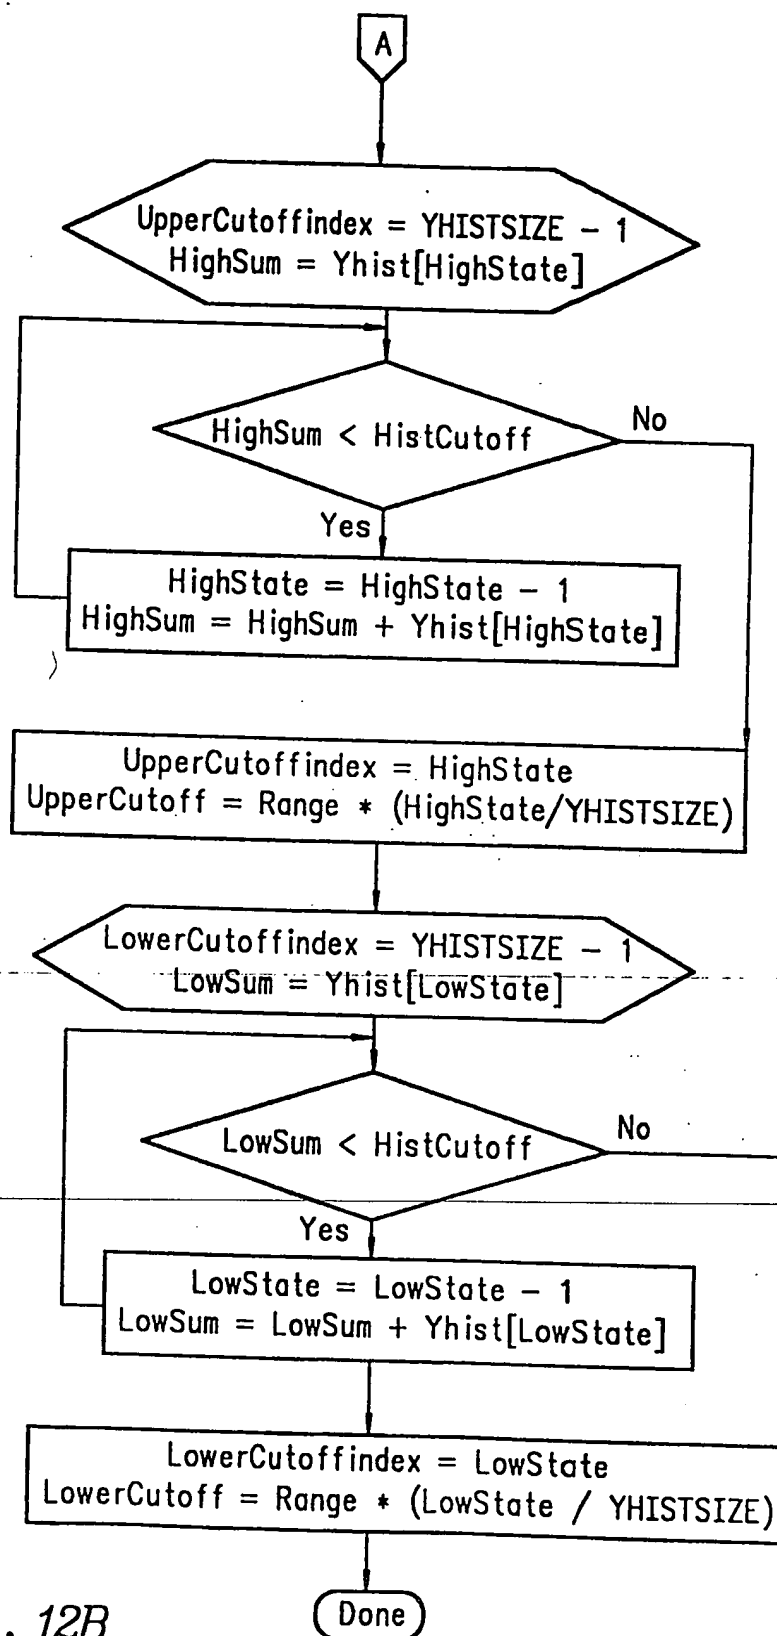 A
UpperCutoffindex = YHISTSIZE - 1
HighSum = Yhist[HighState]
HighSum < HistCutoff
No
Yes
HighState = HighState - 1
HighSum = HighSum + Yhist[HighState]
UpperCutoffindex = HighState
UpperCutoff = Range * (HighState/YHISTSIZE)
LowerCutoffindex = YHISTSIZE - 1
LowSum = Yhist[LowState]
LowSum < HistCutoff
No
Yes
LowState = LowState - 1
LowSum = LowSum + Yhist[LowState]
LowerCutoffindex = LowState
LowerCutoff = Range * (LowState / YHISTSIZE)
Done
. 12B